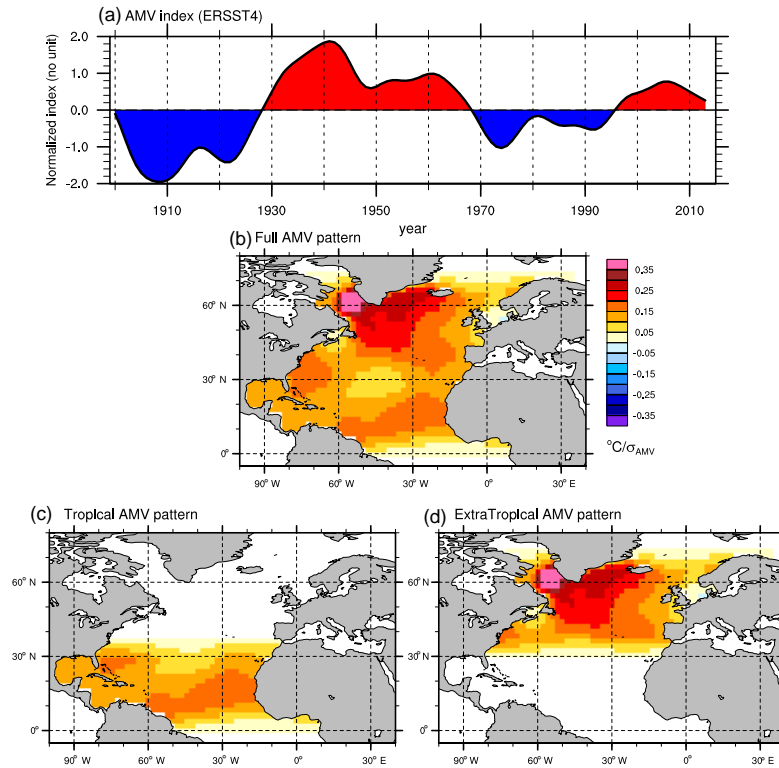 (a) AMV index (ERSST4)
Normalized index (no unit)
2.0
1.0
0.0
-1.0
-2.0
1910 1930 1950 1970 1990 2010
year
(b) Full AMV pattern
60° N
30° N
0°
90° W 60° W 30° W 0° 30° E
0.35
0.25
0.15
0.05
-0.05
-0.15
-0.25
-0.35
°C/σAMV
(c) Tropical AMV pattern
60° N
30° N
0°
90° W 60° W 30° W 0° 30° E
(d) ExtraTropical AMV pattern
60° N
30° N
0°
90° W 60° W 30° W 0° 30° E